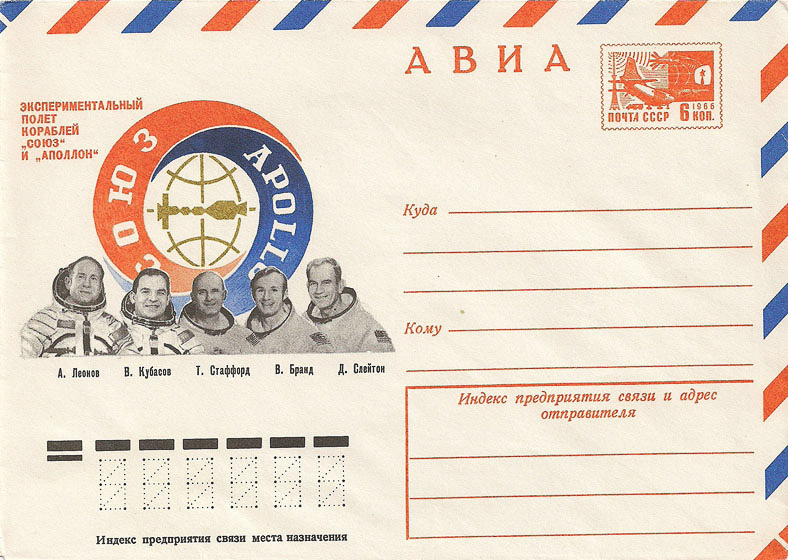 АВИА
1966
ПОЧТА СССР 6 КОП.
ЭКСПЕРИМЕНТАЛЬНЫЙ
ПОЛЕТ
КОРАБЛЕЙ
„СОЮЗ“
И „АПОЛЛОН“
СОЮЗ
APOLLO
А. Леонов В. Кубасов Т. Стаффорд В. Бранд Д. Слейтон
Куда
Кому
Индекс предприятия связи и адрес
отправителя
Индекс предприятия связи места назначения